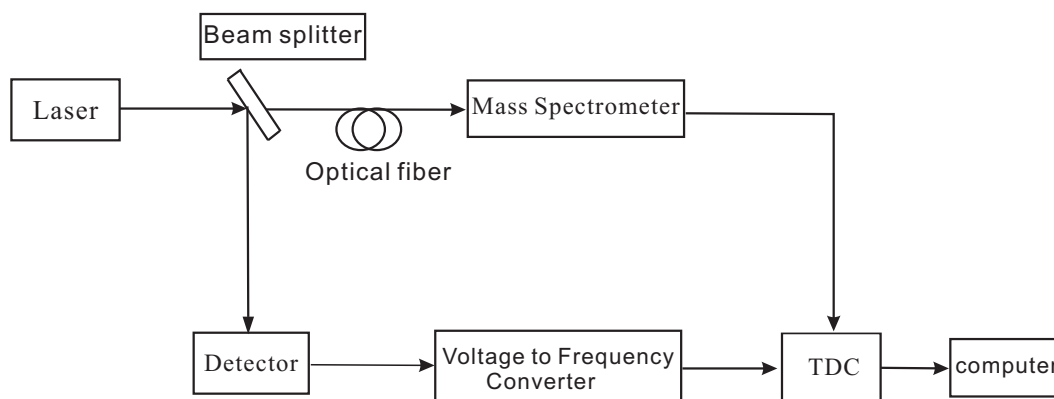 Beam splitter
Laser
Mass Spectrometer
Optical fiber
Detector
Voltage to Frequency
Converter
TDC
computer